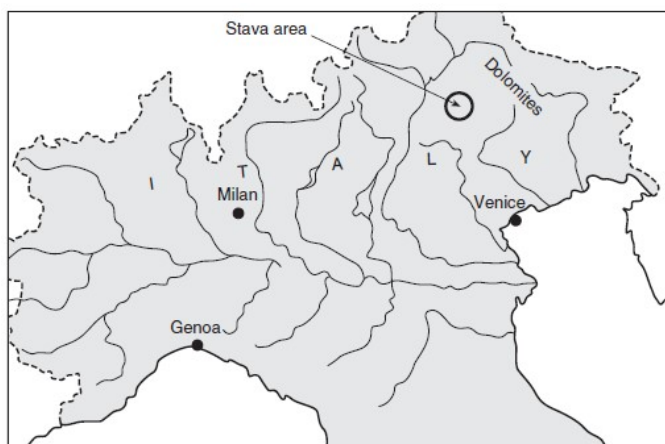 Stava area
Dolomites
I T A L Y
Milan
Venice
Genoa